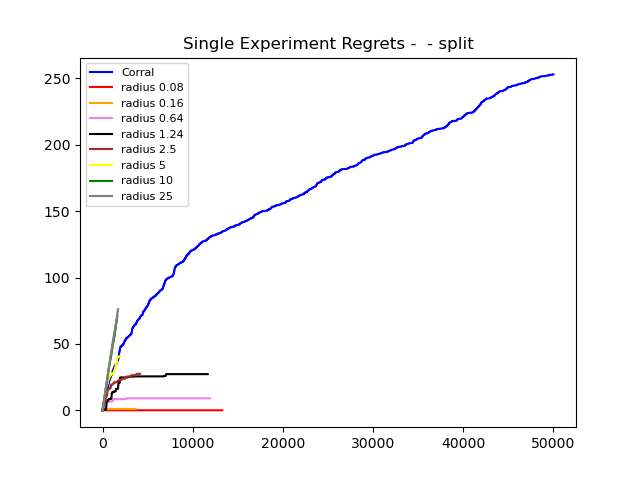 Single Experiment Regrets -  - split
250
200
150
100
50
0
Corral
radius 0.08
radius 0.16
radius 0.64
radius 1.24
radius 2.5
radius 5
radius 10
radius 25
0 10000 20000 30000 40000 50000